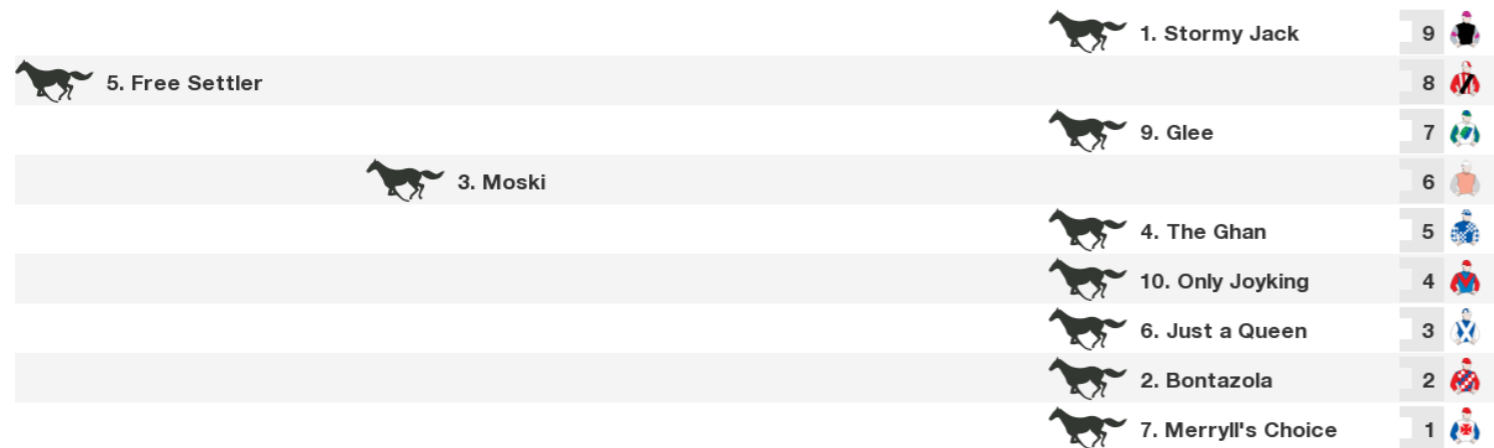 1. Stormy Jack 9
5. Free Settler 8
9. Glee 7
3. Moski 6
4. The Ghan 5
10. Only Joyking 4
6. Just a Queen 3
2. Bontazola 2
7. Merryll's Choice 1